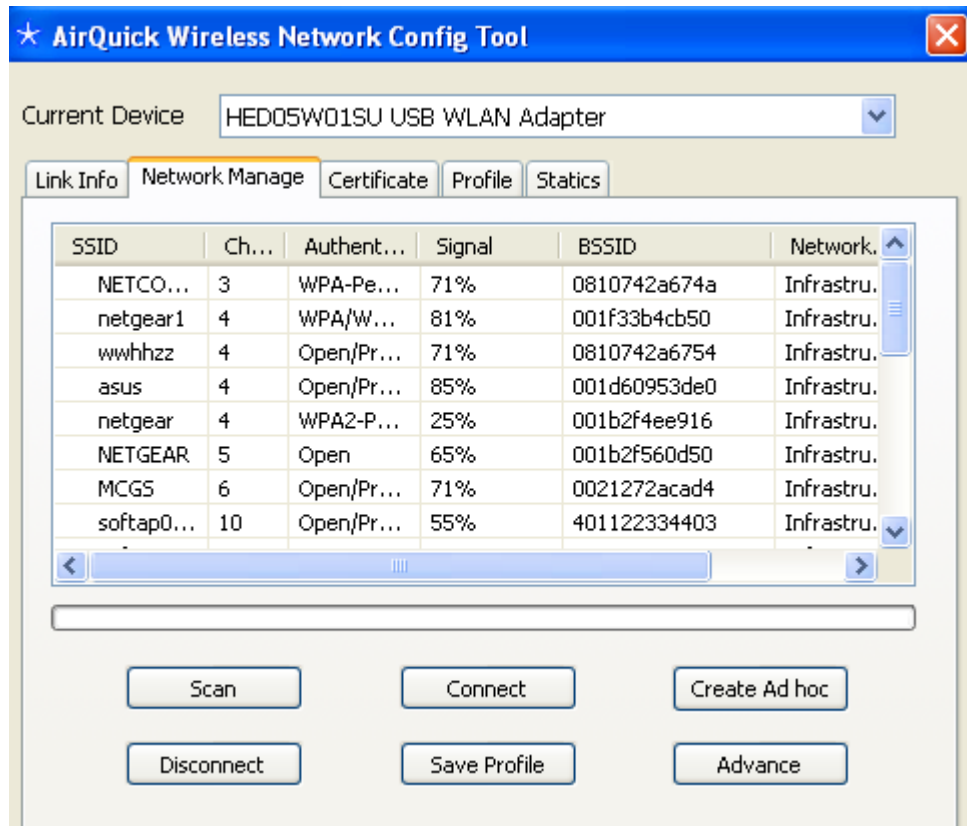 AirQuick Wireless Network Config Tool
Current Device HED05W01SU USB WLAN Adapter
Link Info Network Manage Certificate Profile Statics
SSID Ch... Authent... Signal BSSID Network.
NETCO... 3 WPA-Pe... 71% 0810742a674a Infrastru.
netgear1 4 WPA/W... 81% 001f33b4cb50 Infrastru.
wwhhzz 4 Open/Pr... 71% 0810742a6754 Infrastru.
asus 4 Open/Pr... 85% 001d60953de0 Infrastru.
netgear 4 WPA2-P... 25% 001b2f4ee916 Infrastru.
NETGEAR 5 Open 65% 001b2f560d50 Infrastru.
MCGS 6 Open/Pr... 71% 0021272acad4 Infrastru.
softap0... 10 Open/Pr... 55% 401122334403 Infrastru.
Scan Connect Create Ad hoc
Disconnect Save Profile Advance